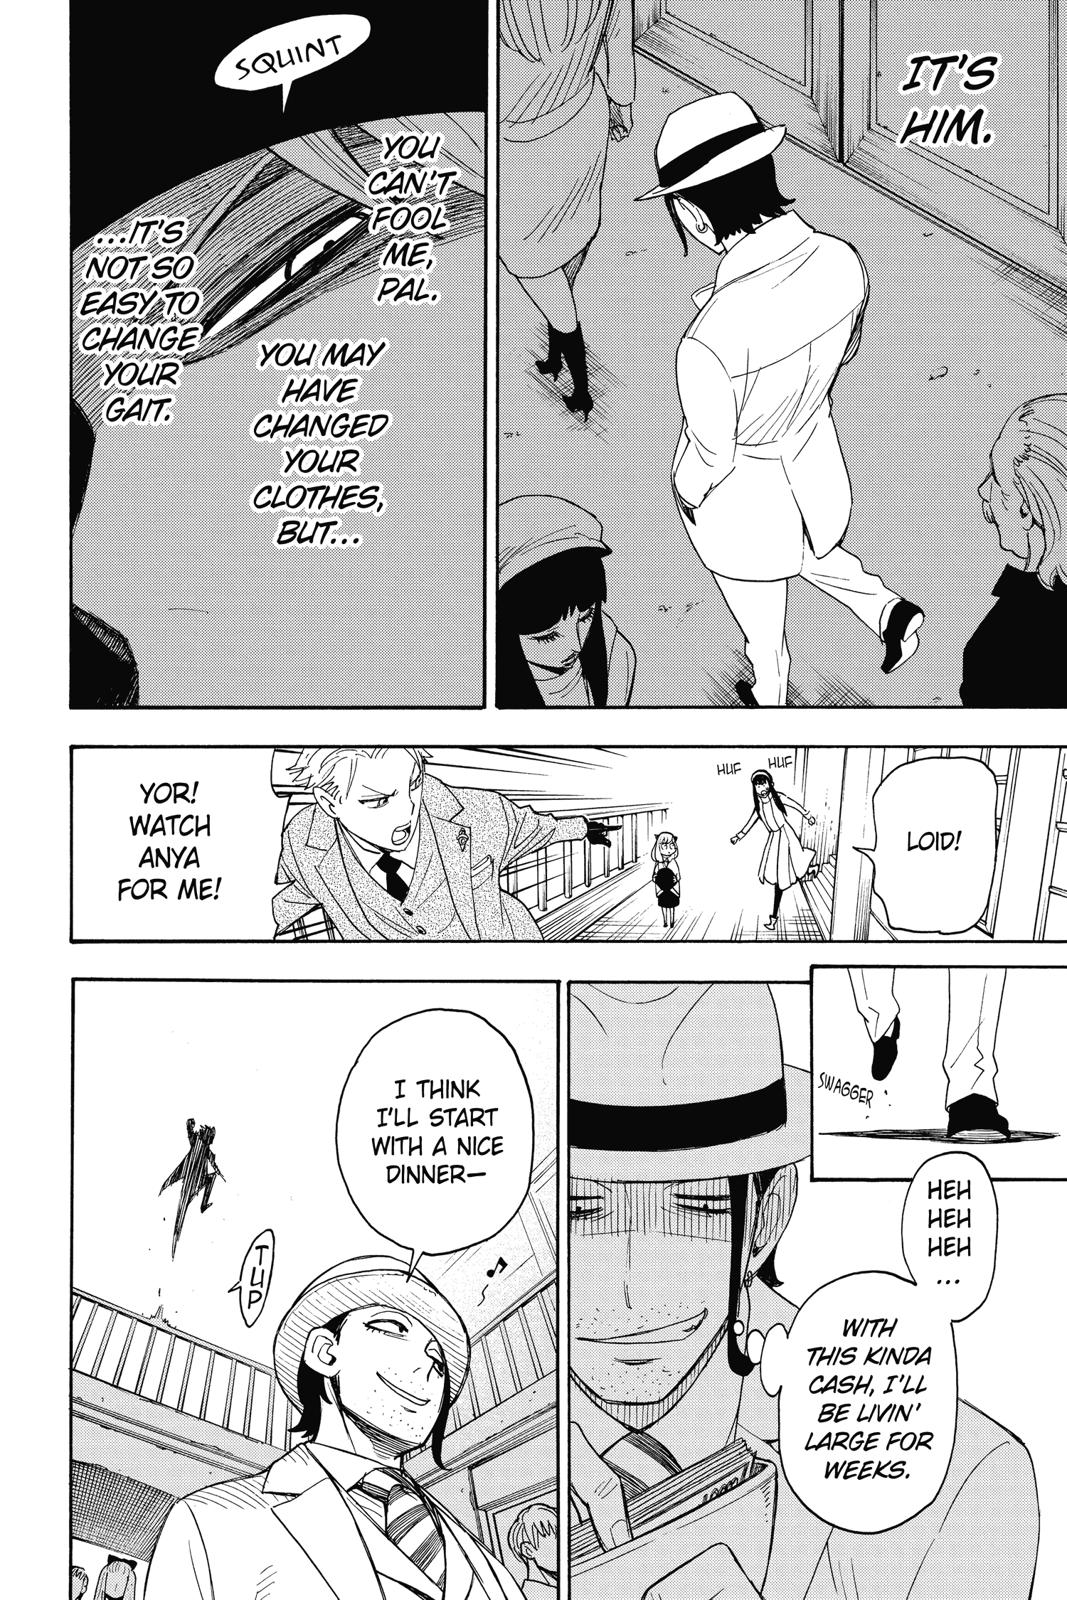 IT'S
HIM.
SQUINT
YOU
CAN'T
FOOL
ME,
PAL.
YOU MAY
HAVE
CHANGED
YOUR
CLOTHES,
BUT...
...IT'S
NOT SO
EASY TO
CHANGE
YOUR
GAIT.
LOID!
HUF
HUF
YOR!
WATCH
ANYA
FOR ME!
SWAGGER
HEH
HEH
HEH
...
WITH
THIS KINDA
CASH, I'LL
BE LIVIN'
LARGE FOR
WEEKS.
I THINK
I'LL START
WITH A NICE
DINNER—
TUP